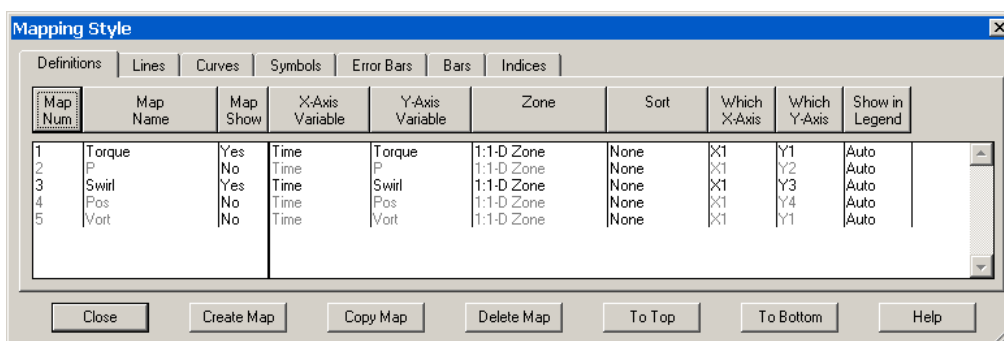 Mapping Style
Definitions Lines Curves Symbols Error Bars Bars Indices
Map Num Map Name Map Show X-Axis Variable Y-Axis Variable Zone Sort Which X-Axis Which Y-Axis Show in Legend
1 Torque Yes Time Torque 1:1-D Zone None X1 Y1 Auto
2 P No Time P 1:1-D Zone None X1 Y2 Auto
3 Swirl Yes Time Swirl 1:1-D Zone None X1 Y3 Auto
4 Pos No Time Pos 1:1-D Zone None X1 Y4 Auto
5 Vort No Time Vort 1:1-D Zone None X1 Y1 Auto
Close Create Map Copy Map Delete Map To Top To Bottom Help